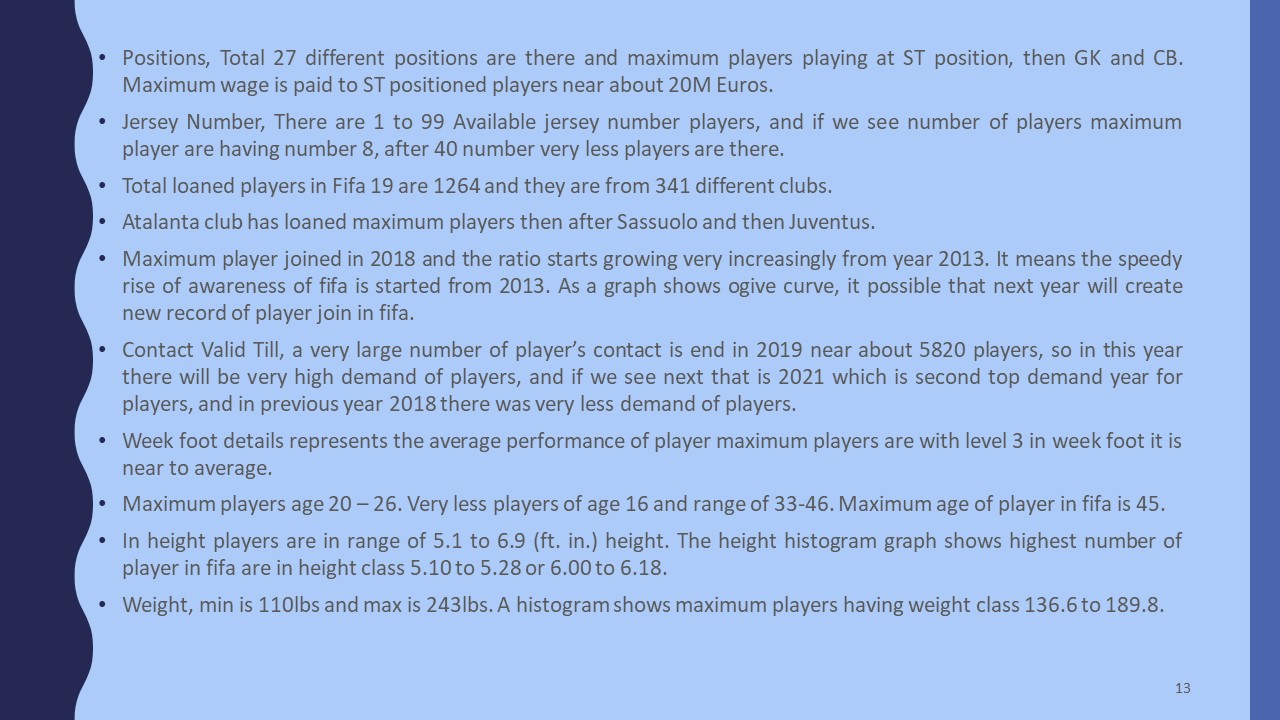 • Positions, Total 27 different positions are there and maximum players playing at ST position, then GK and CB.
Maximum wage is paid to ST positioned players near about 20M Euros.
• Jersey Number, There are 1 to 99 Available jersey number players, and if we see number of players maximum
player are having number 8, after 40 number very less players are there.
• Total loaned players in Fifa 19 are 1264 and they are from 341 different clubs.
• Atalanta club has loaned maximum players then after Sassuolo and then Juventus.
• Maximum player joined in 2018 and the ratio starts growing very increasingly from year 2013. It means the speedy
rise of awareness of fifa is started from 2013. As a graph shows ogive curve, it possible that next year will create
new record of player join in fifa.
• Contact Valid Till, a very large number of player’s contact is end in 2019 near about 5820 players, so in this year
there will be very high demand of players, and if we see next that is 2021 which is second top demand year for
players, and in previous year 2018 there was very less demand of players.
• Week foot details represents the average performance of player maximum players are with level 3 in week foot it is
near to average.
• Maximum players age 20 – 26. Very less players of age 16 and range of 33-46. Maximum age of player in fifa is 45.
• In height players are in range of 5.1 to 6.9 (ft. in.) height. The height histogram graph shows highest number of
player in fifa are in height class 5.10 to 5.28 or 6.00 to 6.18.
• Weight, min is 110lbs and max is 243lbs. A histogram shows maximum players having weight class 136.6 to 189.8.
13